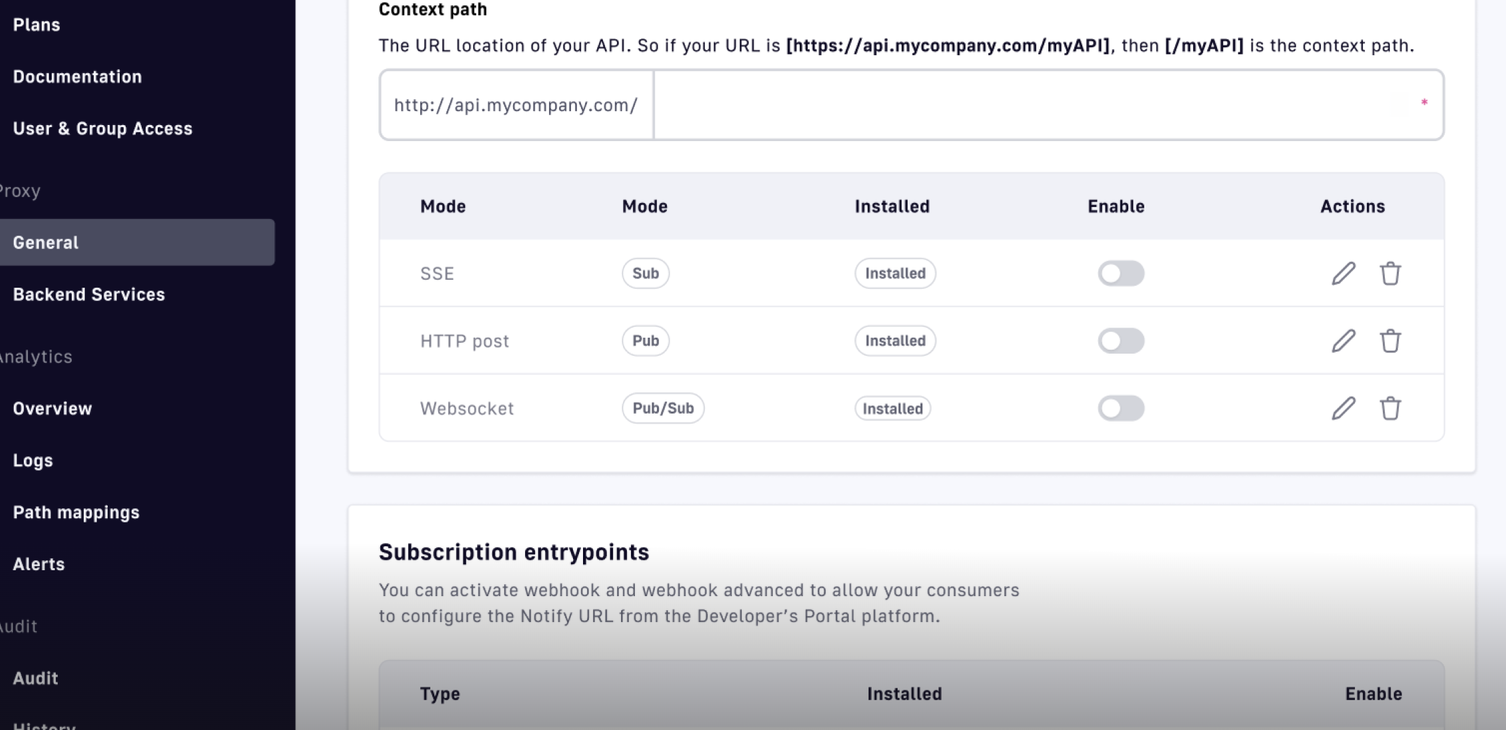 Plans
Documentation
User & Group Access
Proxy
General
Backend Services
Analytics
Overview
Logs
Path mappings
Alerts
Audit
Audit
History
Context path
The URL location of your API. So if your URL is [https://api.mycompany.com/myAPI], then [/myAPI] is the context path.
http://api.mycompany.com/ *
Mode Mode Installed Enable Actions
SSE Sub Installed
HTTP post Pub Installed
Websocket Pub/Sub Installed
Subscription entrypoints
You can activate webhook and webhook advanced to allow your consumers
to configure the Notify URL from the Developer’s Portal platform.
Type Installed Enable